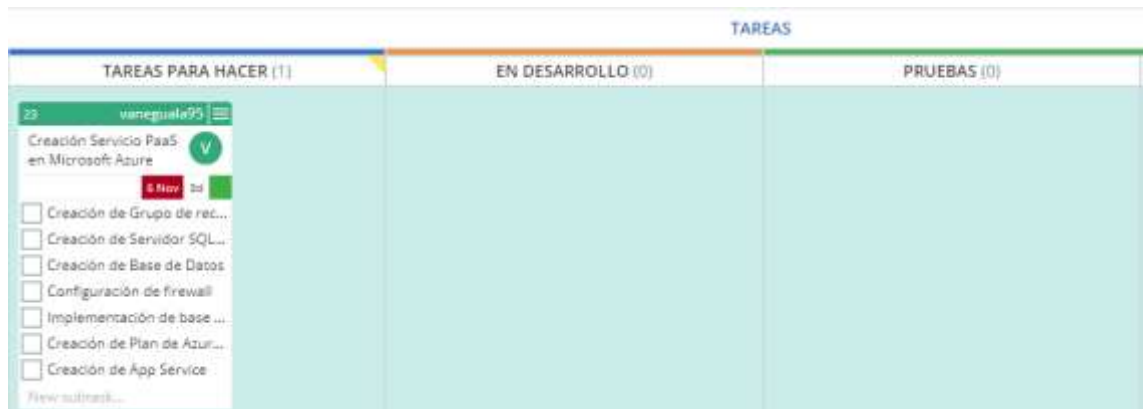 TAREAS
TAREAS PARA HACER (1)
EN DESARROLLO (0)
PRUEBAS (0)
23 vaneguala95
Creación Servicio PaaS
en Microsoft Azure
V
6 Nov
Creación de Grupo de rec...
Creación de Servidor SQL...
Creación de Base de Datos
Configuración de firewall
Implementación de base ...
Creación de Plan de Azur...
Creación de App Service
New subtask...